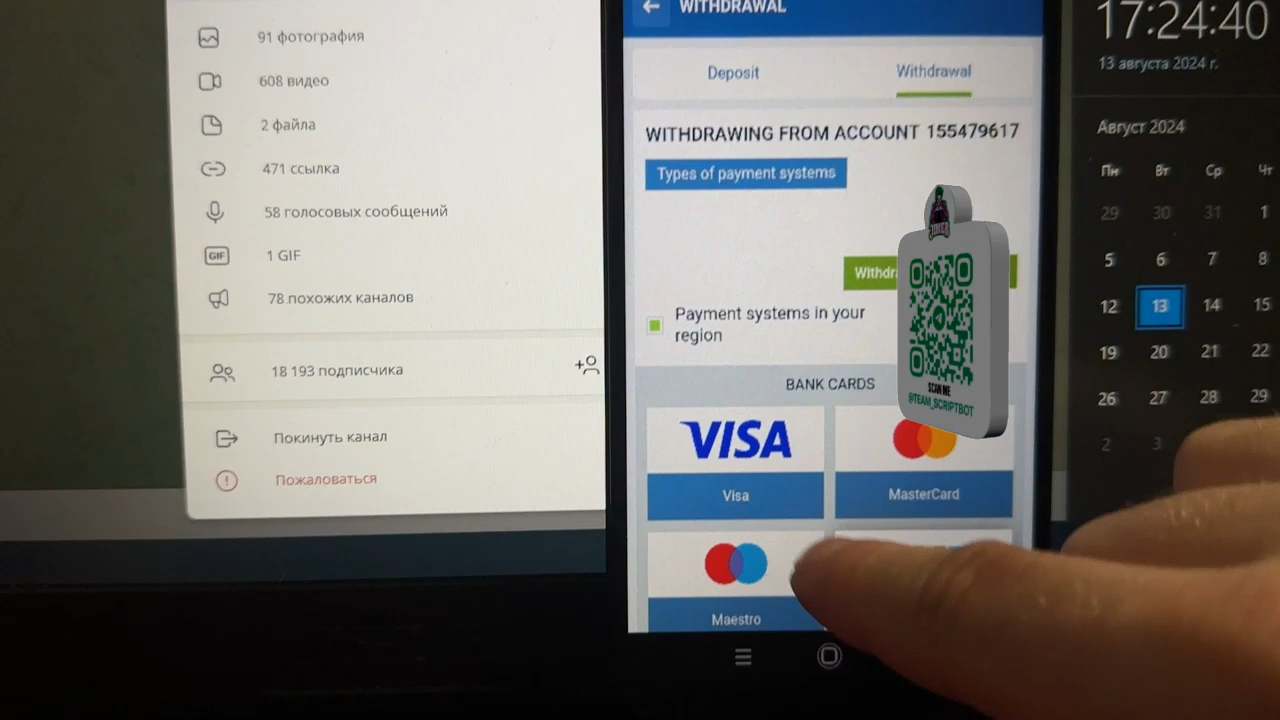 91 фотография
608 видео
2 файла
471 ссылка
58 голосовых сообщений
GIF
1 GIF
78 похожих каналов
18 193 подписчика
Покинуть канал
Пожаловаться
WITHDRAWAL
Deposit
Withdrawal
WITHDRAWING FROM ACCOUNT 155479617
Types of payment systems
Payment systems in your
region
BANK CARDS
VISA
Visa
MasterCard
Maestro
JOKER
SCAN ME
@TEAM_SCRIPTBOT
17:24:40
13 августа 2024 г.
Август 2024
Пн Вт Ср Чт
29 30 31 1
5 6 7 8
12 13 14 15
19 20 21 22
26 27 28 29
2 3